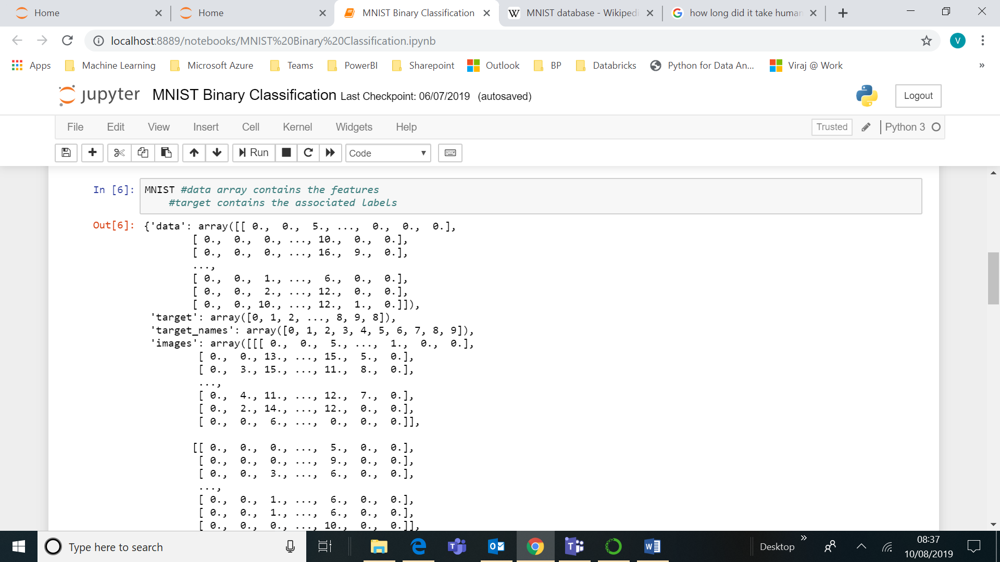 Home Home MNIST Binary Classification MNIST database - Wikipedi how long did it take human
localhost:8889/notebooks/MNIST%20Binary%20Classification.ipynb V
Apps Machine Learning Microsoft Azure Teams PowerBI Sharepoint Outlook BP Databricks Python for Data An... Viraj @ Work »
jupyter MNIST Binary Classification Last Checkpoint: 06/07/2019 (autosaved) Logout
File Edit View Insert Cell Kernel Widgets Help Trusted Python 3
Run Code
In [6]: MNIST #data array contains the features
#target contains the associated labels
Out[6]: {'data': array([[ 0., 0., 5., ..., 0., 0., 0.],
[ 0., 0., 0., ..., 10., 0., 0.],
[ 0., 0., 0., ..., 16., 9., 0.],
...,
[ 0., 0., 1., ..., 6., 0., 0.],
[ 0., 0., 2., ..., 12., 0., 0.],
[ 0., 0., 10., ..., 12., 1., 0.]]),
'target': array([0, 1, 2, ..., 8, 9, 8]),
'target_names': array([0, 1, 2, 3, 4, 5, 6, 7, 8, 9]),
'images': array([[[ 0., 0., 5., ..., 1., 0., 0.],
[ 0., 0., 13., ..., 15., 5., 0.],
[ 0., 3., 15., ..., 11., 8., 0.],
...,
[ 0., 4., 11., ..., 12., 7., 0.],
[ 0., 2., 14., ..., 12., 0., 0.],
[ 0., 0., 6., ..., 0., 0., 0.]],
[[ 0., 0., 0., ..., 5., 0., 0.],
[ 0., 0., 0., ..., 9., 0., 0.],
[ 0., 0., 3., ..., 6., 0., 0.],
...,
[ 0., 0., 1., ..., 6., 0., 0.],
[ 0., 0., 1., ..., 6., 0., 0.],
[ 0., 0., 0., ..., 10., 0., 0.]],
Type here to search Desktop » 08:37
10/08/2019